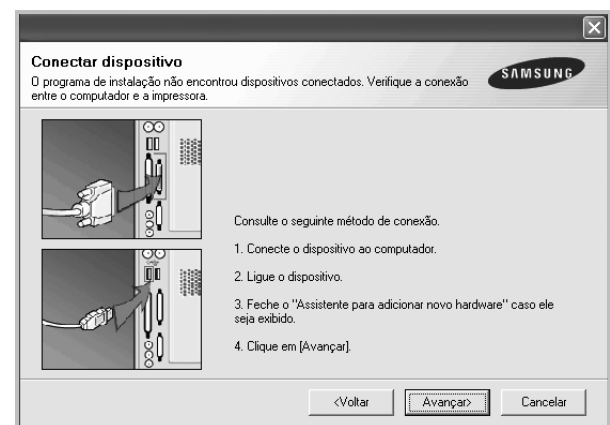 Conectar dispositivo
O programa de instalação não encontrou dispositivos conectados. Verifique a conexão
entre o computador e a impressora.
SAMSUNG
Consulte o seguinte método de conexão.
1. Conecte o dispositivo ao computador.
2. Ligue o dispositivo.
3. Feche o "Assistente para adicionar novo hardware" caso ele
seja exibido.
4. Clique em [Avançar].
<Voltar
Avançar>
Cancelar